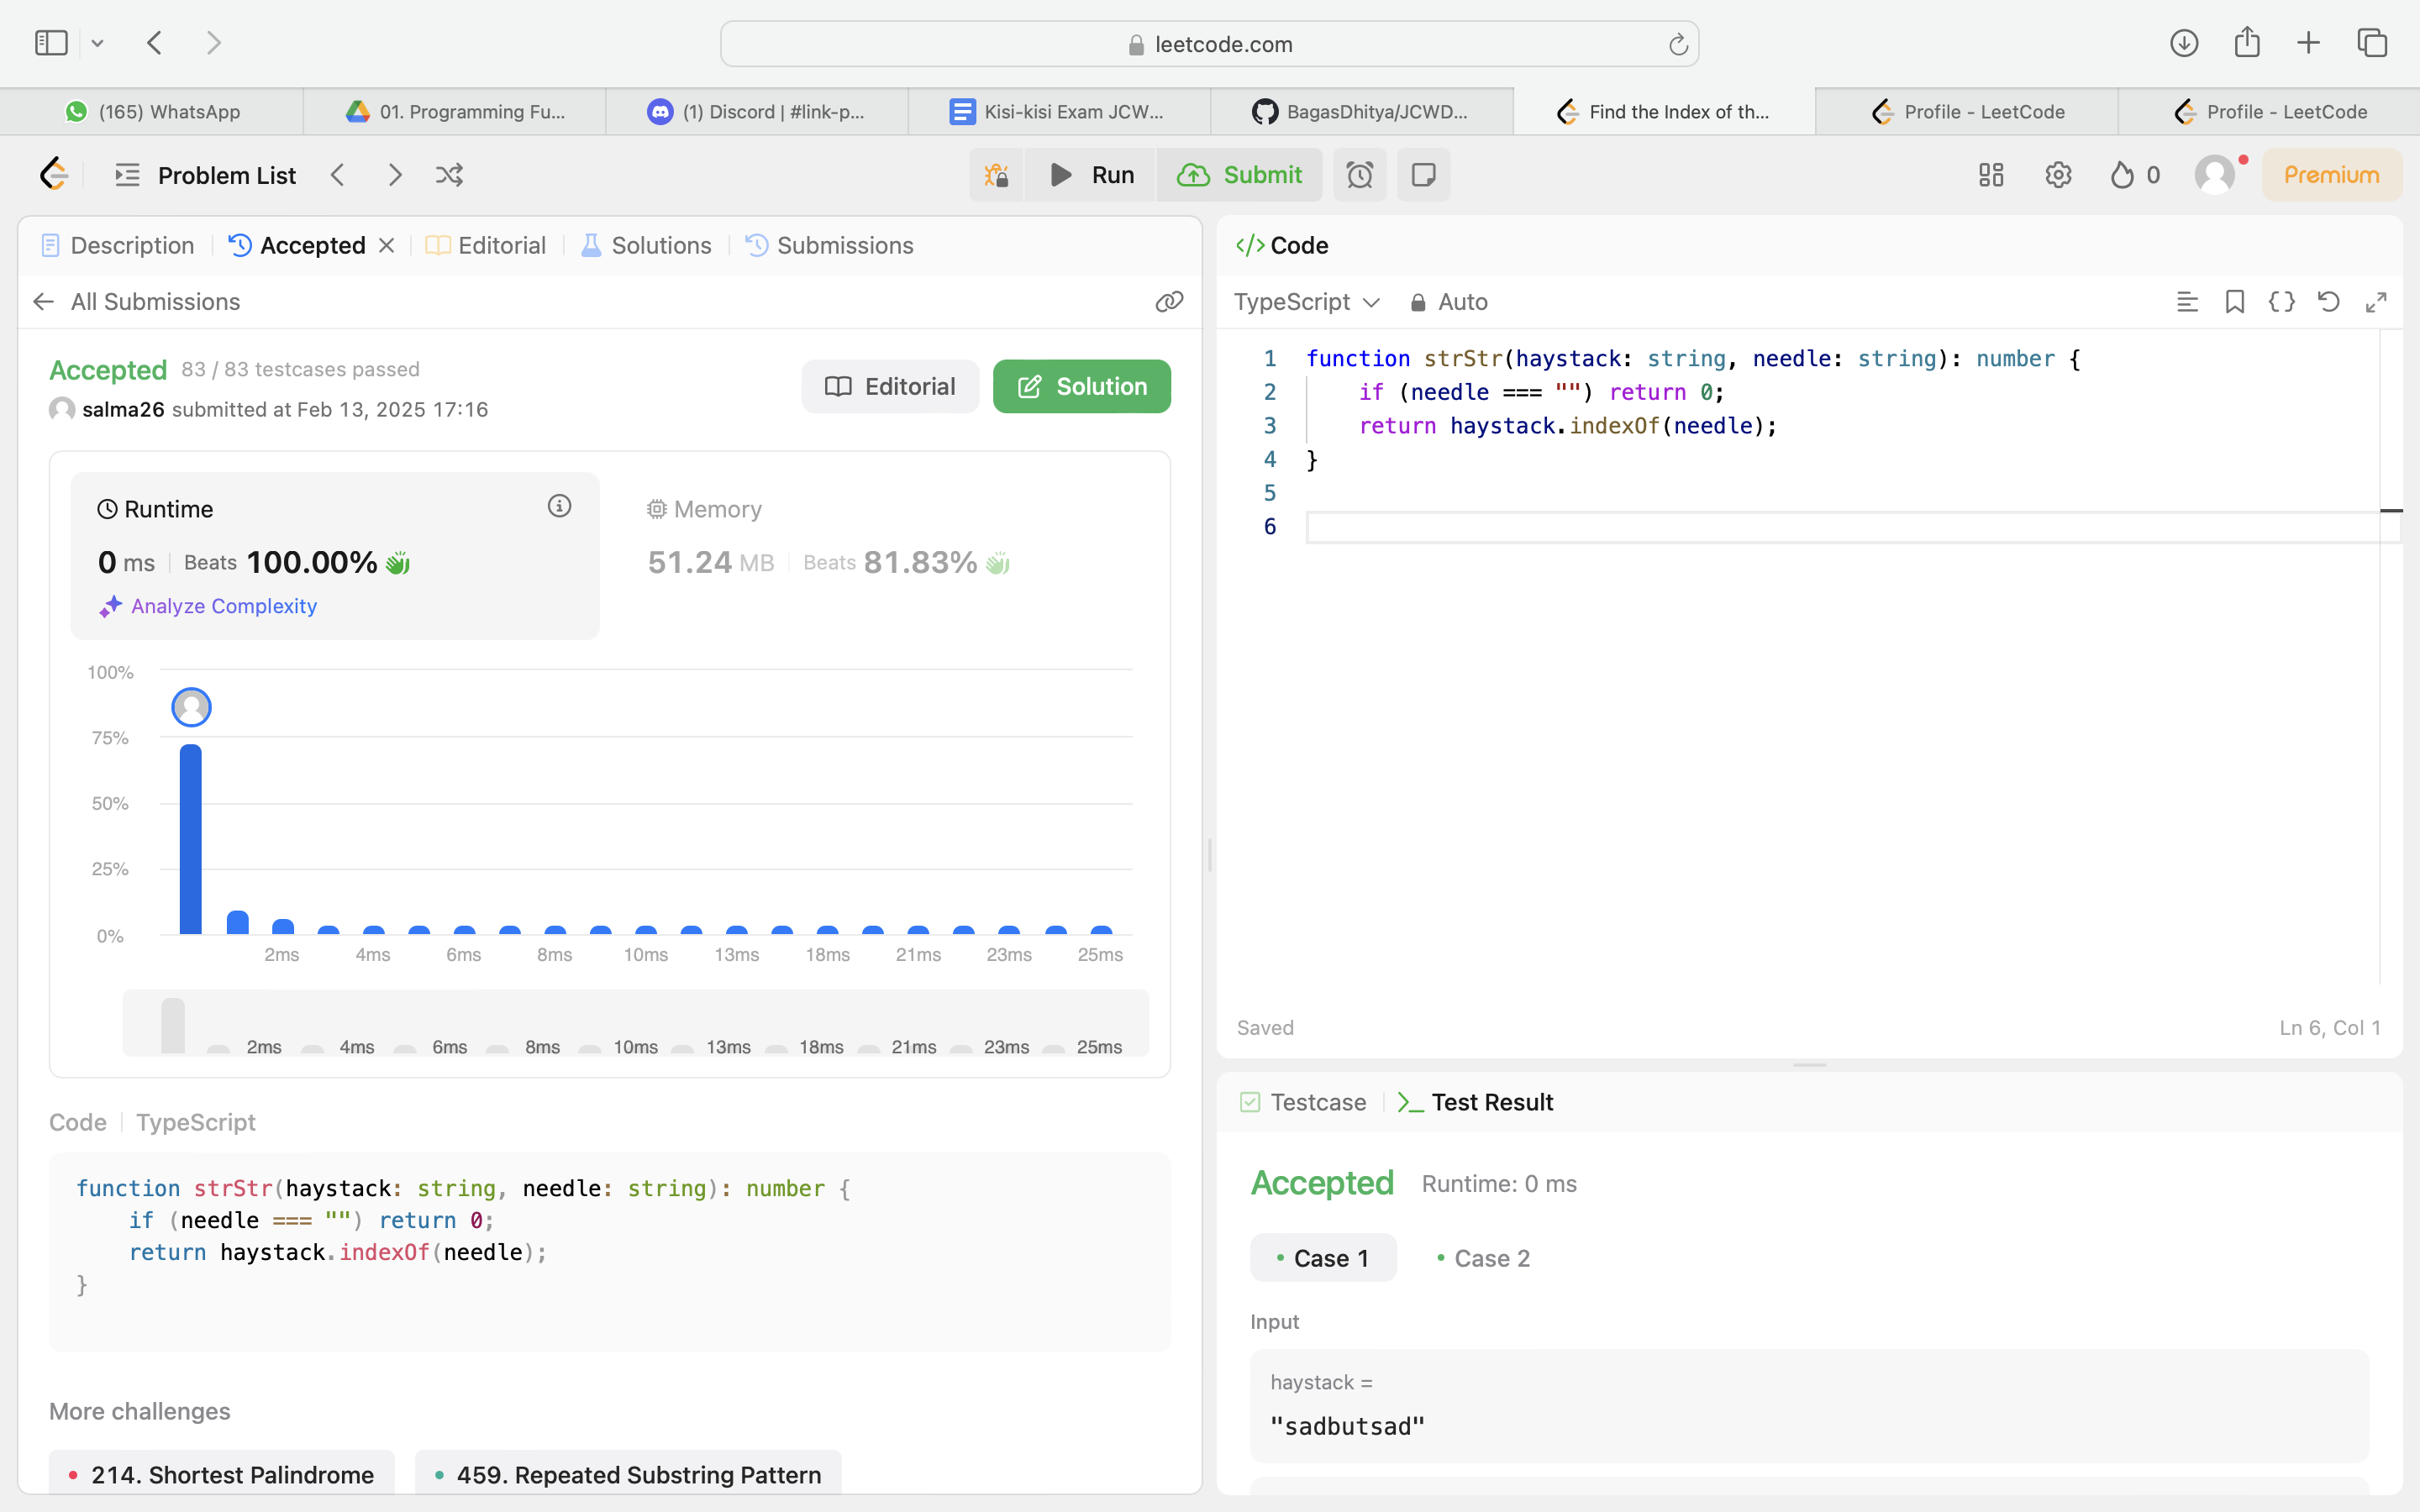 leetcode.com
(165) WhatsApp
01. Programming Fu...
(1) Discord | #link-p...
Kisi-kisi Exam JCW...
BagasDhitya/JCWD...
Find the Index of th...
Profile - LeetCode
Profile - LeetCode
Problem List
Run
Submit
0
Premium
Description
Accepted
Editorial
Solutions
Submissions
All Submissions
Accepted 83 / 83 testcases passed
salma26 submitted at Feb 13, 2025 17:16
Editorial
Solution
Runtime
0 ms Beats 100.00%
Analyze Complexity
Memory
51.24 MB Beats 81.83%
100%
75%
50%
25%
0%
2ms 4ms 6ms 8ms 10ms 13ms 18ms 21ms 23ms 25ms
2ms 4ms 6ms 8ms 10ms 13ms 18ms 21ms 23ms 25ms
Code TypeScript
function strStr(haystack: string, needle: string): number {
if (needle === "") return 0;
return haystack.indexOf(needle);
}
More challenges
214. Shortest Palindrome
459. Repeated Substring Pattern
</> Code
TypeScript
Auto
1 function strStr(haystack: string, needle: string): number {
2 if (needle === "") return 0;
3 return haystack.indexOf(needle);
4 }
5
6
Saved
Ln 6, Col 1
Testcase
Test Result
Accepted Runtime: 0 ms
Case 1
Case 2
Input
haystack =
"sadbutsad"